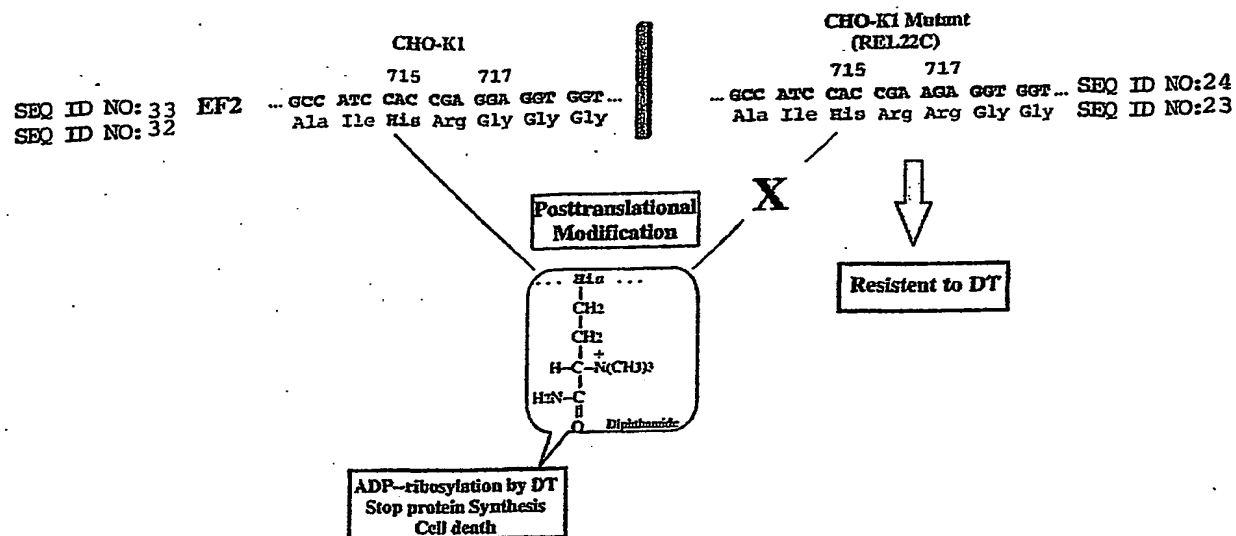 CHO-K1
715 717
SEQ ID NO: 33 EF2 ... GCC ATC CAC CGA GGA GGT GGT...
SEQ ID NO: 32 Ala Ile His Arg Gly Gly Gly
CHO-K1 Mutant
(REL22C)
715 717
... GCC ATC CAC CGA AGA GGT GGT... SEQ ID NO:24
Ala Ile His Arg Arg Gly Gly SEQ ID NO:23
X
Posttranslational
Modification
Resistent to DT
... His ...
CH2
CH2
+
H-C-N(CH3)3
H2N-C
O
Diphthamide
ADP-ribosylation by DT
Stop protein Synthesis
Cell death